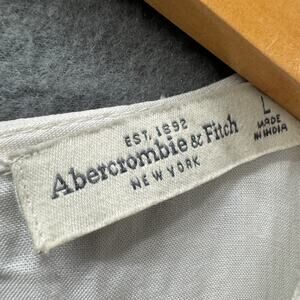 EST. 1892
Abercrombie & Fitch
NEW YORK
L
MADE
IN INDIA